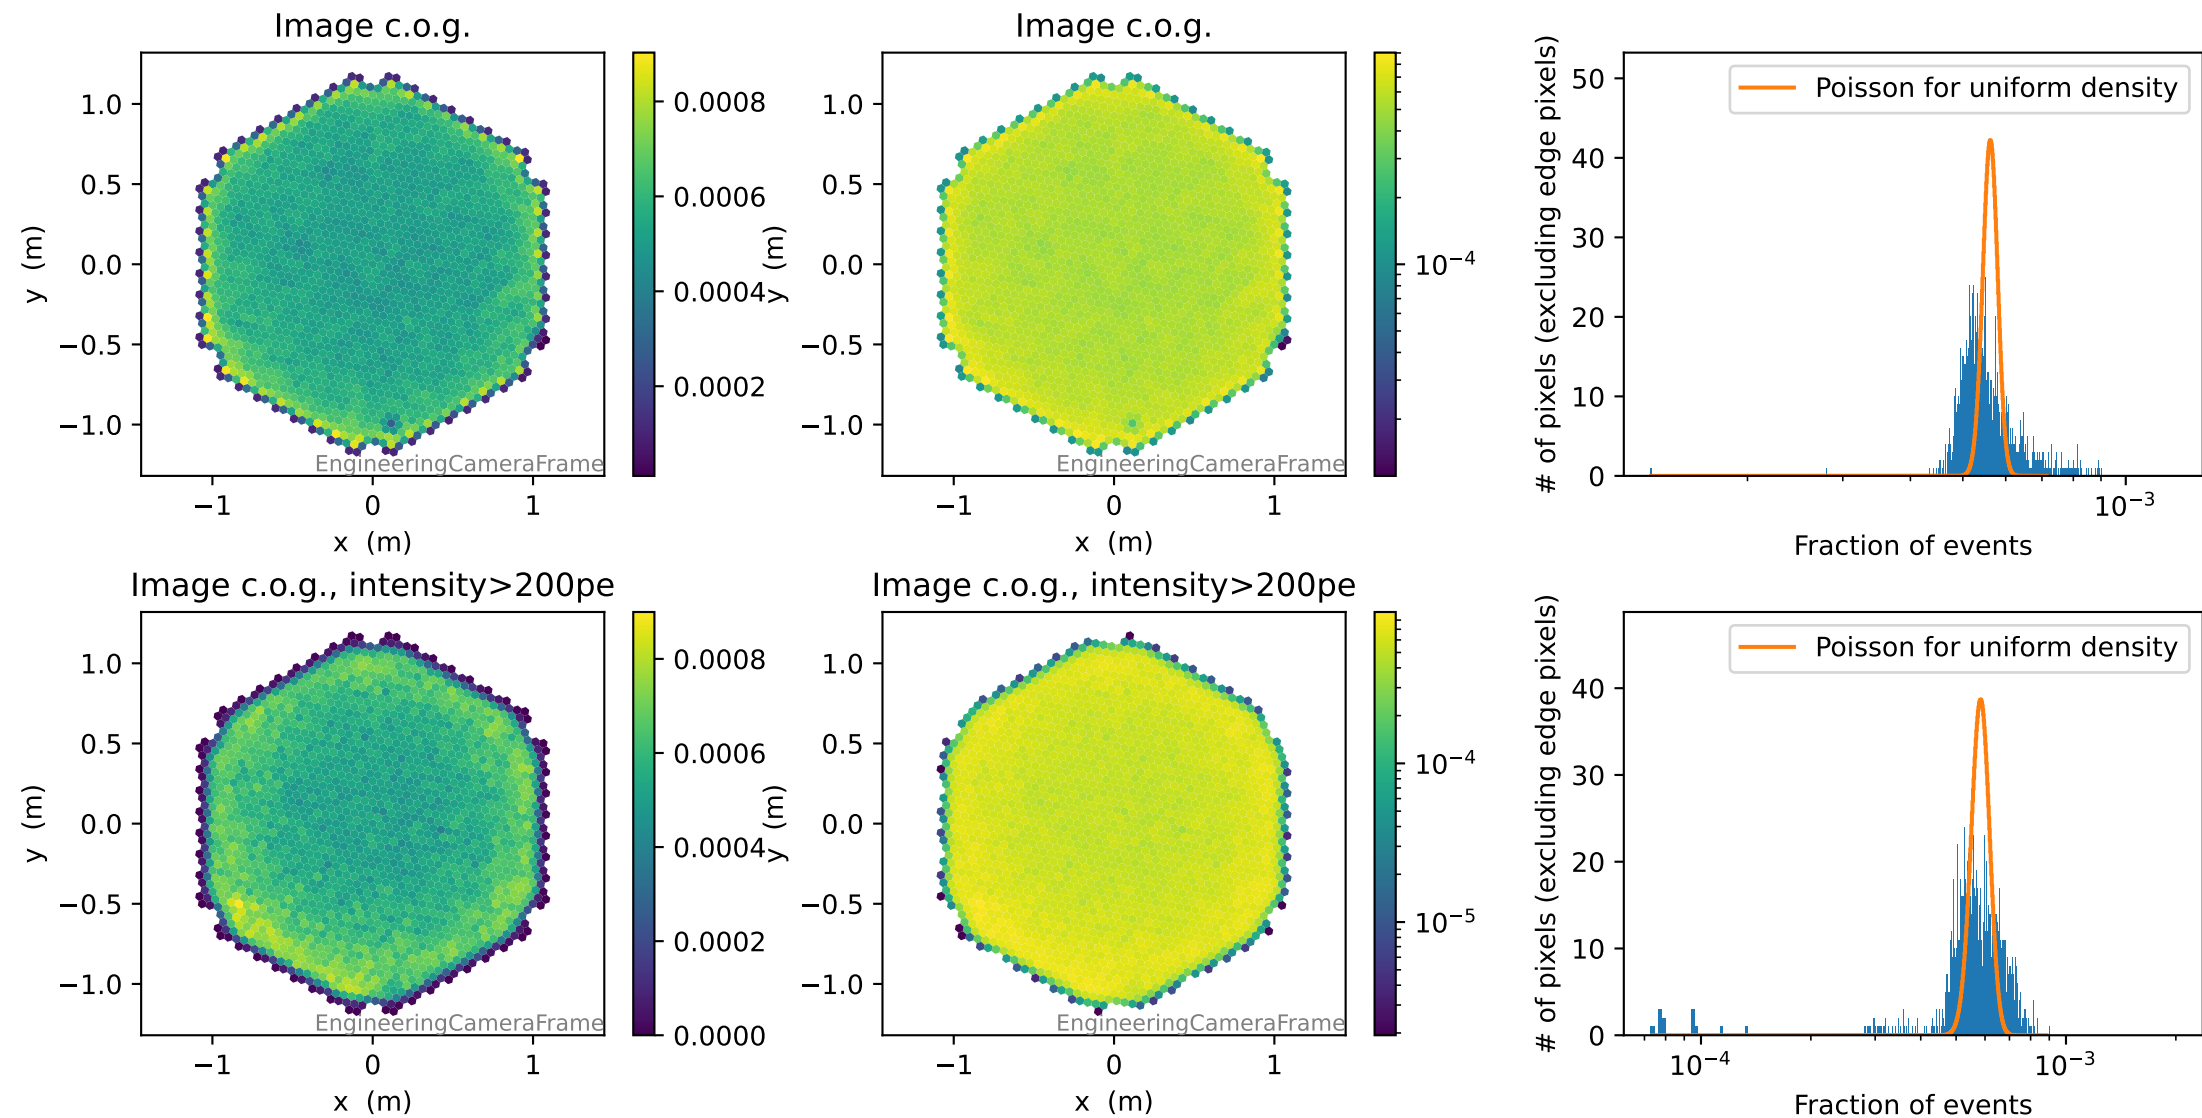 Image c.o.g.
y (m)
1.0
0.5
0.0
−0.5
−1.0
−1
0
1
x (m)
EngineeringCameraFrame
0.0008
0.0006
0.0004
0.0002
Image c.o.g.
y (m)
1.0
0.5
0.0
−0.5
−1.0
−1
0
1
x (m)
EngineeringCameraFrame
10−4
# of pixels (excluding edge pixels)
50
40
30
20
10
0
Poisson for uniform density
10−3
Fraction of events
Image c.o.g., intensity>200pe
y (m)
1.0
0.5
0.0
−0.5
−1.0
−1
0
1
x (m)
EngineeringCameraFrame
0.0008
0.0006
0.0004
0.0002
0.0000
Image c.o.g., intensity>200pe
y (m)
1.0
0.5
0.0
−0.5
−1.0
−1
0
1
x (m)
EngineeringCameraFrame
10−4
10−5
# of pixels (excluding edge pixels)
40
30
20
10
0
Poisson for uniform density
10−4
10−3
Fraction of events